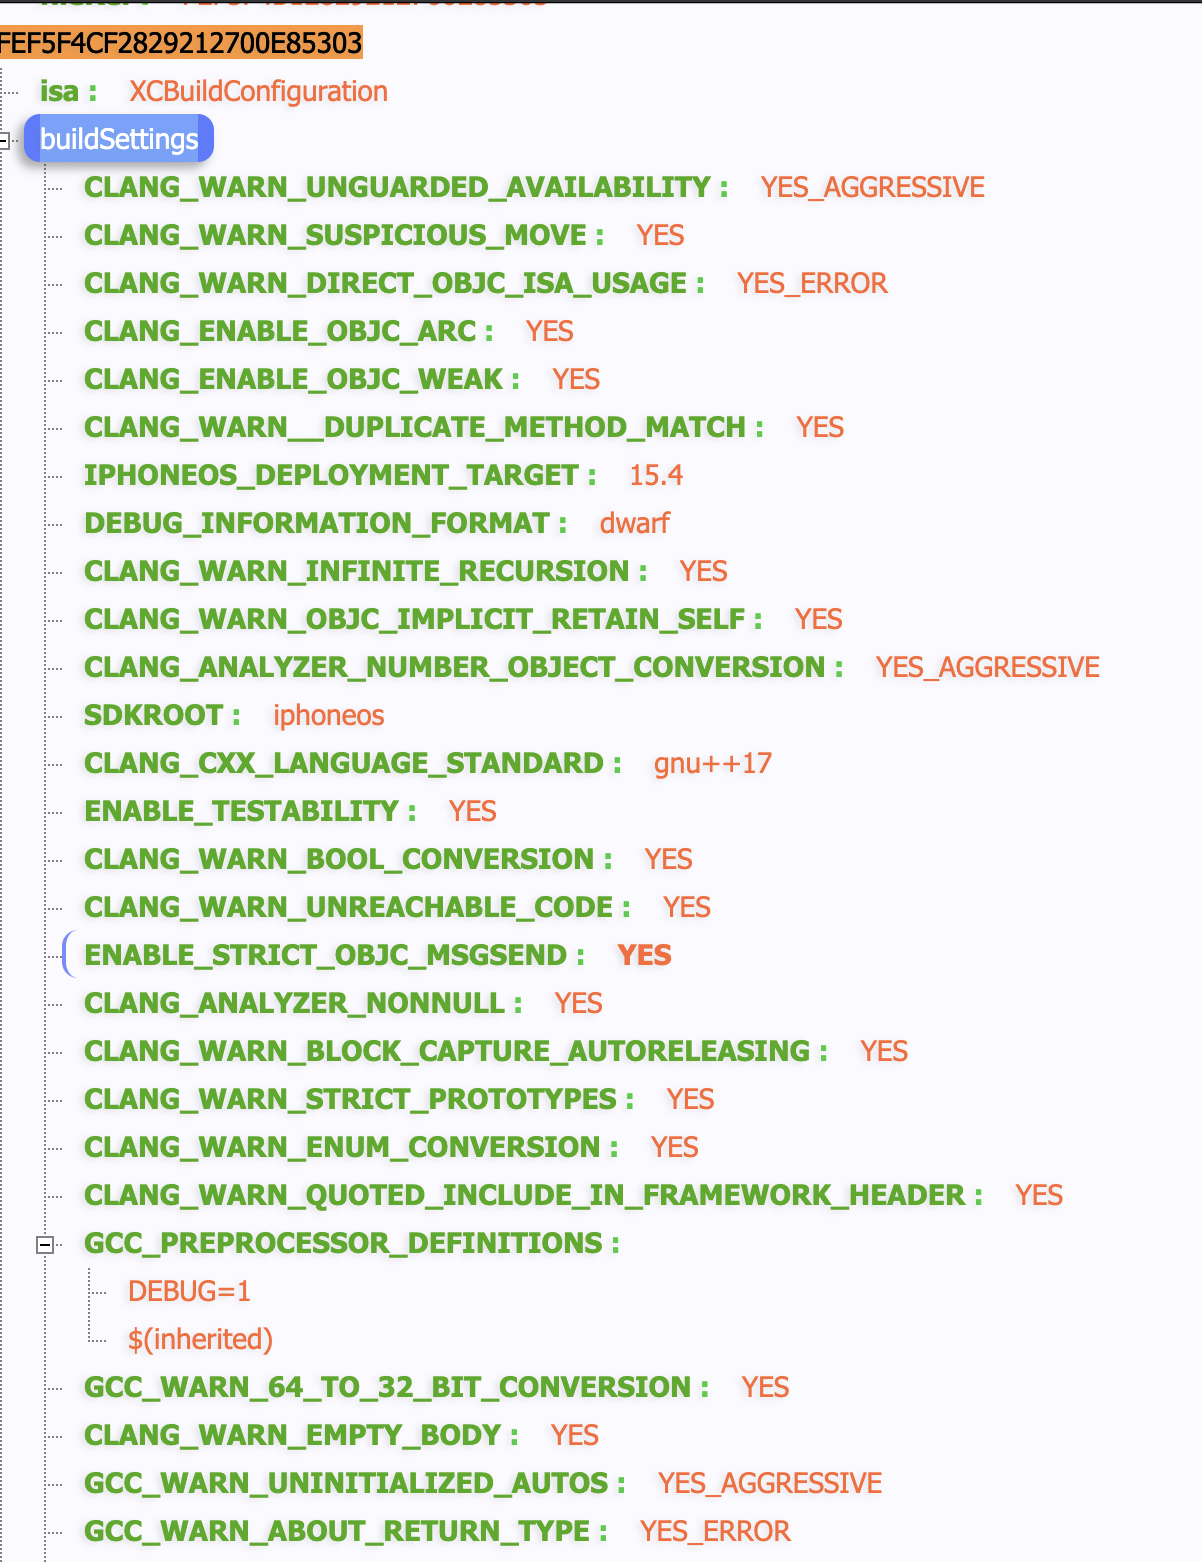 FEF5F4CF2829212700E85303
isa : XCBuildConfiguration
buildSettings
CLANG_WARN_UNGUARDED_AVAILABILITY : YES_AGGRESSIVE
CLANG_WARN_SUSPICIOUS_MOVE : YES
CLANG_WARN_DIRECT_OBJC_ISA_USAGE : YES_ERROR
CLANG_ENABLE_OBJC_ARC : YES
CLANG_ENABLE_OBJC_WEAK : YES
CLANG_WARN__DUPLICATE_METHOD_MATCH : YES
IPHONEOS_DEPLOYMENT_TARGET : 15.4
DEBUG_INFORMATION_FORMAT : dwarf
CLANG_WARN_INFINITE_RECURSION : YES
CLANG_WARN_OBJC_IMPLICIT_RETAIN_SELF : YES
CLANG_ANALYZER_NUMBER_OBJECT_CONVERSION : YES_AGGRESSIVE
SDKROOT : iphoneos
CLANG_CXX_LANGUAGE_STANDARD : gnu++17
ENABLE_TESTABILITY : YES
CLANG_WARN_BOOL_CONVERSION : YES
CLANG_WARN_UNREACHABLE_CODE : YES
ENABLE_STRICT_OBJC_MSGSEND : YES
CLANG_ANALYZER_NONNULL : YES
CLANG_WARN_BLOCK_CAPTURE_AUTORELEASING : YES
CLANG_WARN_STRICT_PROTOTYPES : YES
CLANG_WARN_ENUM_CONVERSION : YES
CLANG_WARN_QUOTED_INCLUDE_IN_FRAMEWORK_HEADER : YES
GCC_PREPROCESSOR_DEFINITIONS :
DEBUG=1
$(inherited)
GCC_WARN_64_TO_32_BIT_CONVERSION : YES
CLANG_WARN_EMPTY_BODY : YES
GCC_WARN_UNINITIALIZED_AUTOS : YES_AGGRESSIVE
GCC_WARN_ABOUT_RETURN_TYPE : YES_ERROR